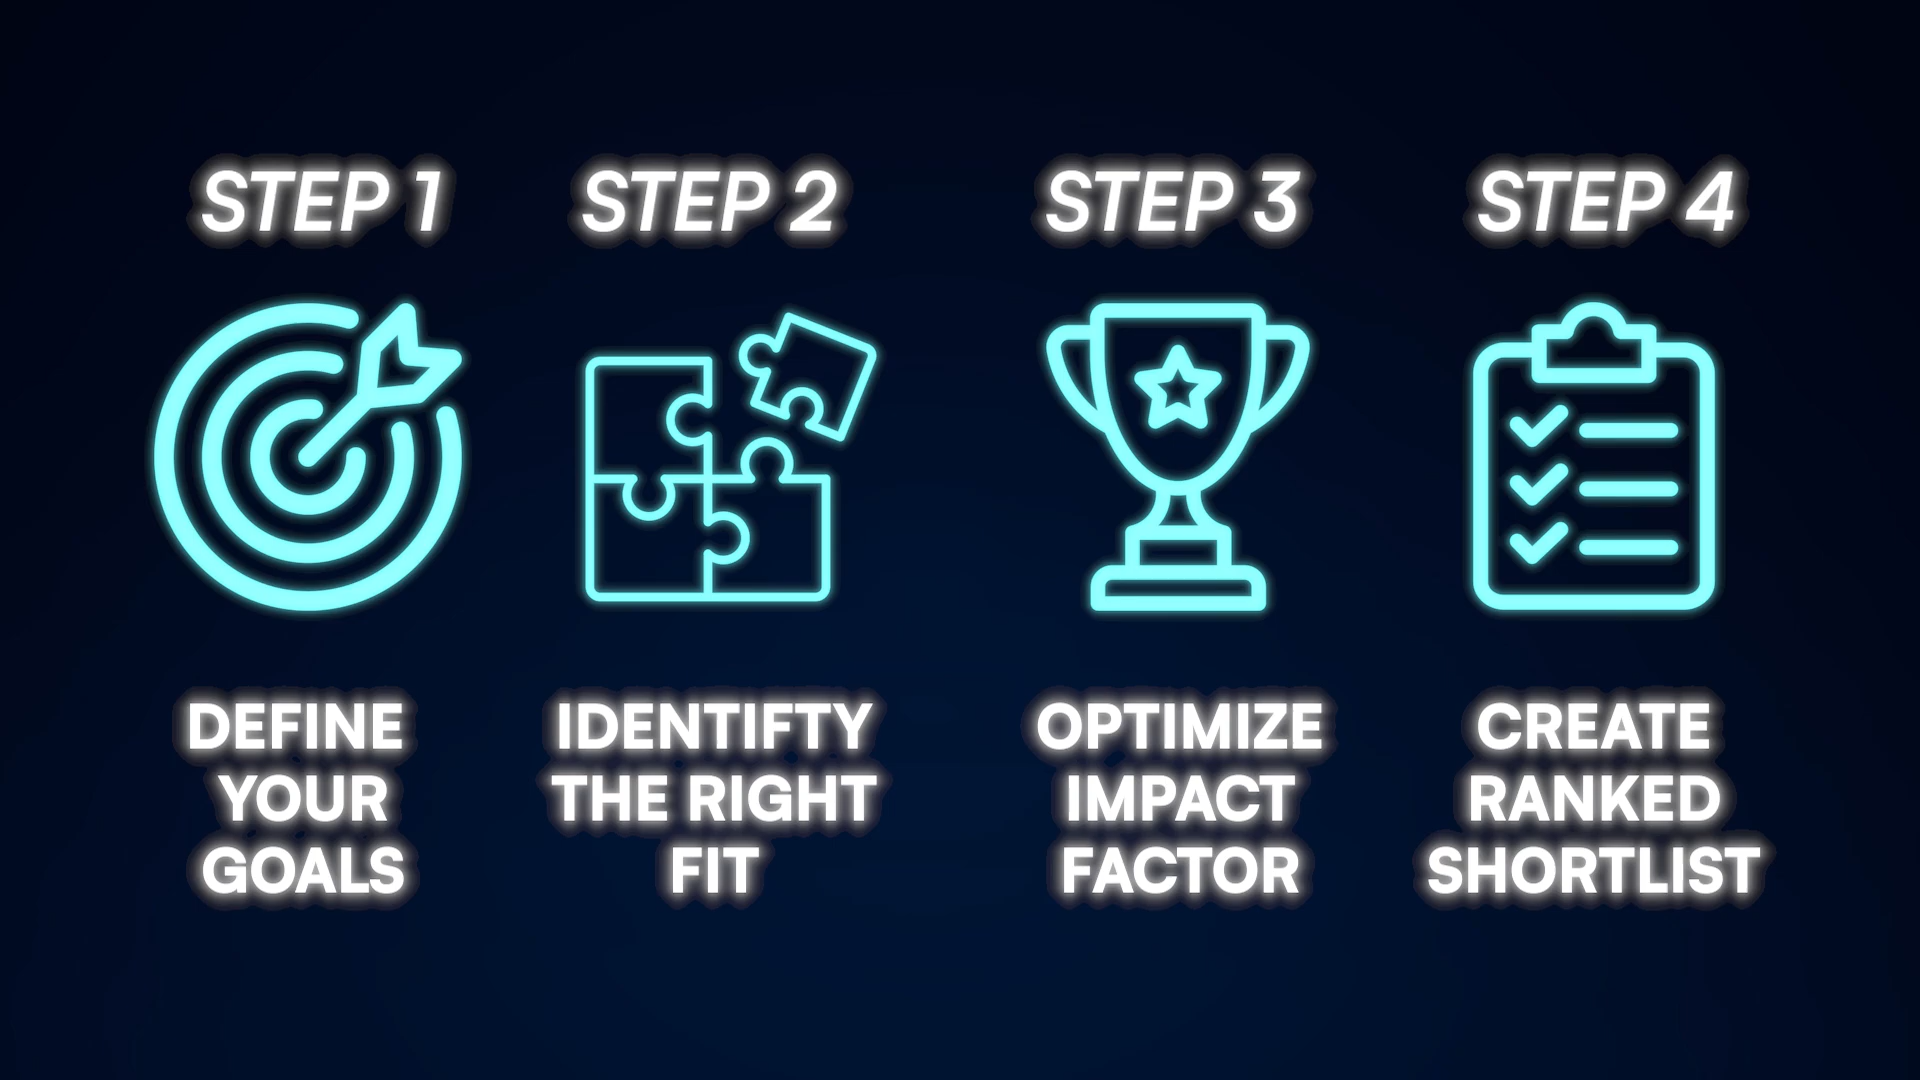 STEP 1
DEFINE
YOUR
GOALS
STEP 2
IDENTIFTY
THE RIGHT
FIT
STEP 3
OPTIMIZE
IMPACT
FACTOR
STEP 4
CREATE
RANKED
SHORTLIST